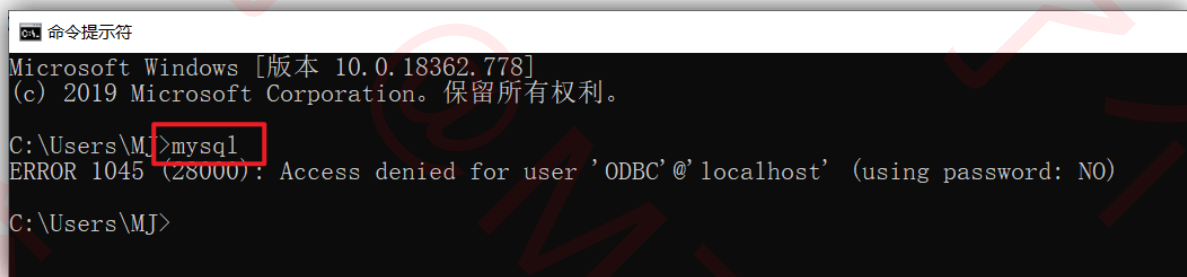 命令提示符
Microsoft Windows [版本 10.0.18362.778]
(c) 2019 Microsoft Corporation。保留所有权利。
C:\Users\MJ>mysql
ERROR 1045 (28000): Access denied for user 'ODBC'@'localhost' (using password: NO)
C:\Users\MJ>